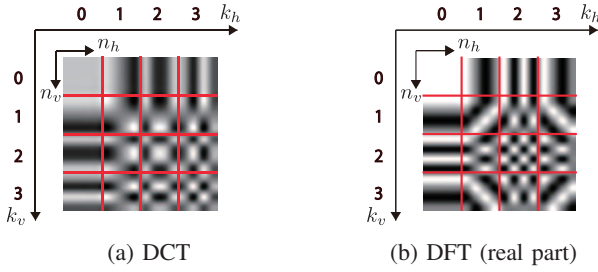 0 1 2 3 k_h
n_h
0
n_v
1
2
3
k_v
(a) DCT
0 1 2 3 k_h
n_h
0
n_v
1
2
3
k_v
(b) DFT (real part)